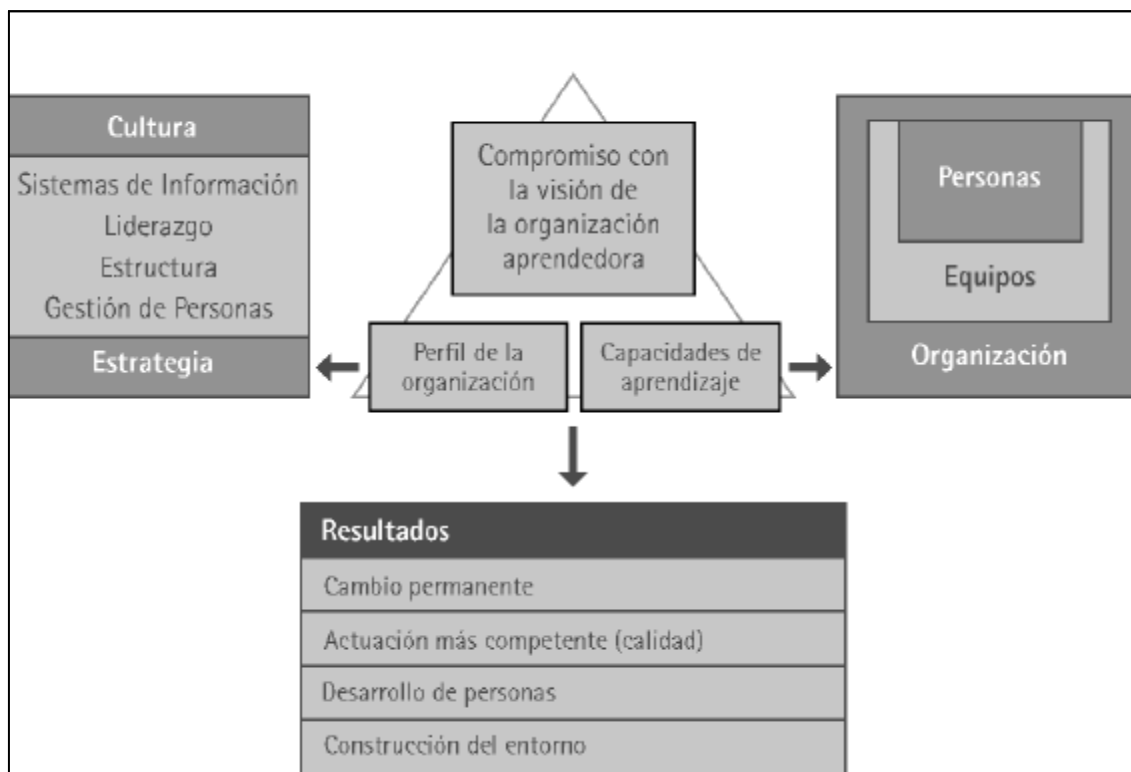 Cultura
Sistemas de Información
Liderazgo
Estructura
Gestión de Personas
Estrategia
Compromiso con
la visión de
la organización
aprendedora
Perfil de la
organización
Capacidades de
aprendizaje
Personas
Equipos
Organización
Resultados
Cambio permanente
Actuación más competente (calidad)
Desarrollo de personas
Construcción del entorno